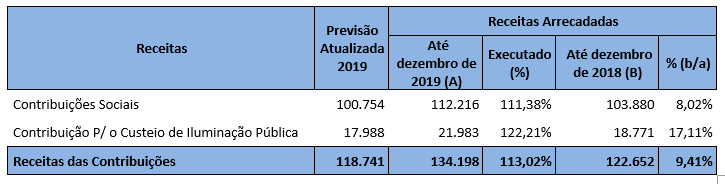 Receitas
Previsão
Atualizada
2019
Receitas Arrecadadas
Até
dezembro de
2019 (A)
Executado
(%)
Até dezembro
de 2018 (B)
% (b/a)
Contribuições Sociais 100.754 112.216 111,38% 103.880 8,02%
Contribuição P/ o Custeio de Iluminação Pública 17.988 21.983 122,21% 18.771 17,11%
Receitas das Contribuições 118.741 134.198 113,02% 122.652 9,41%